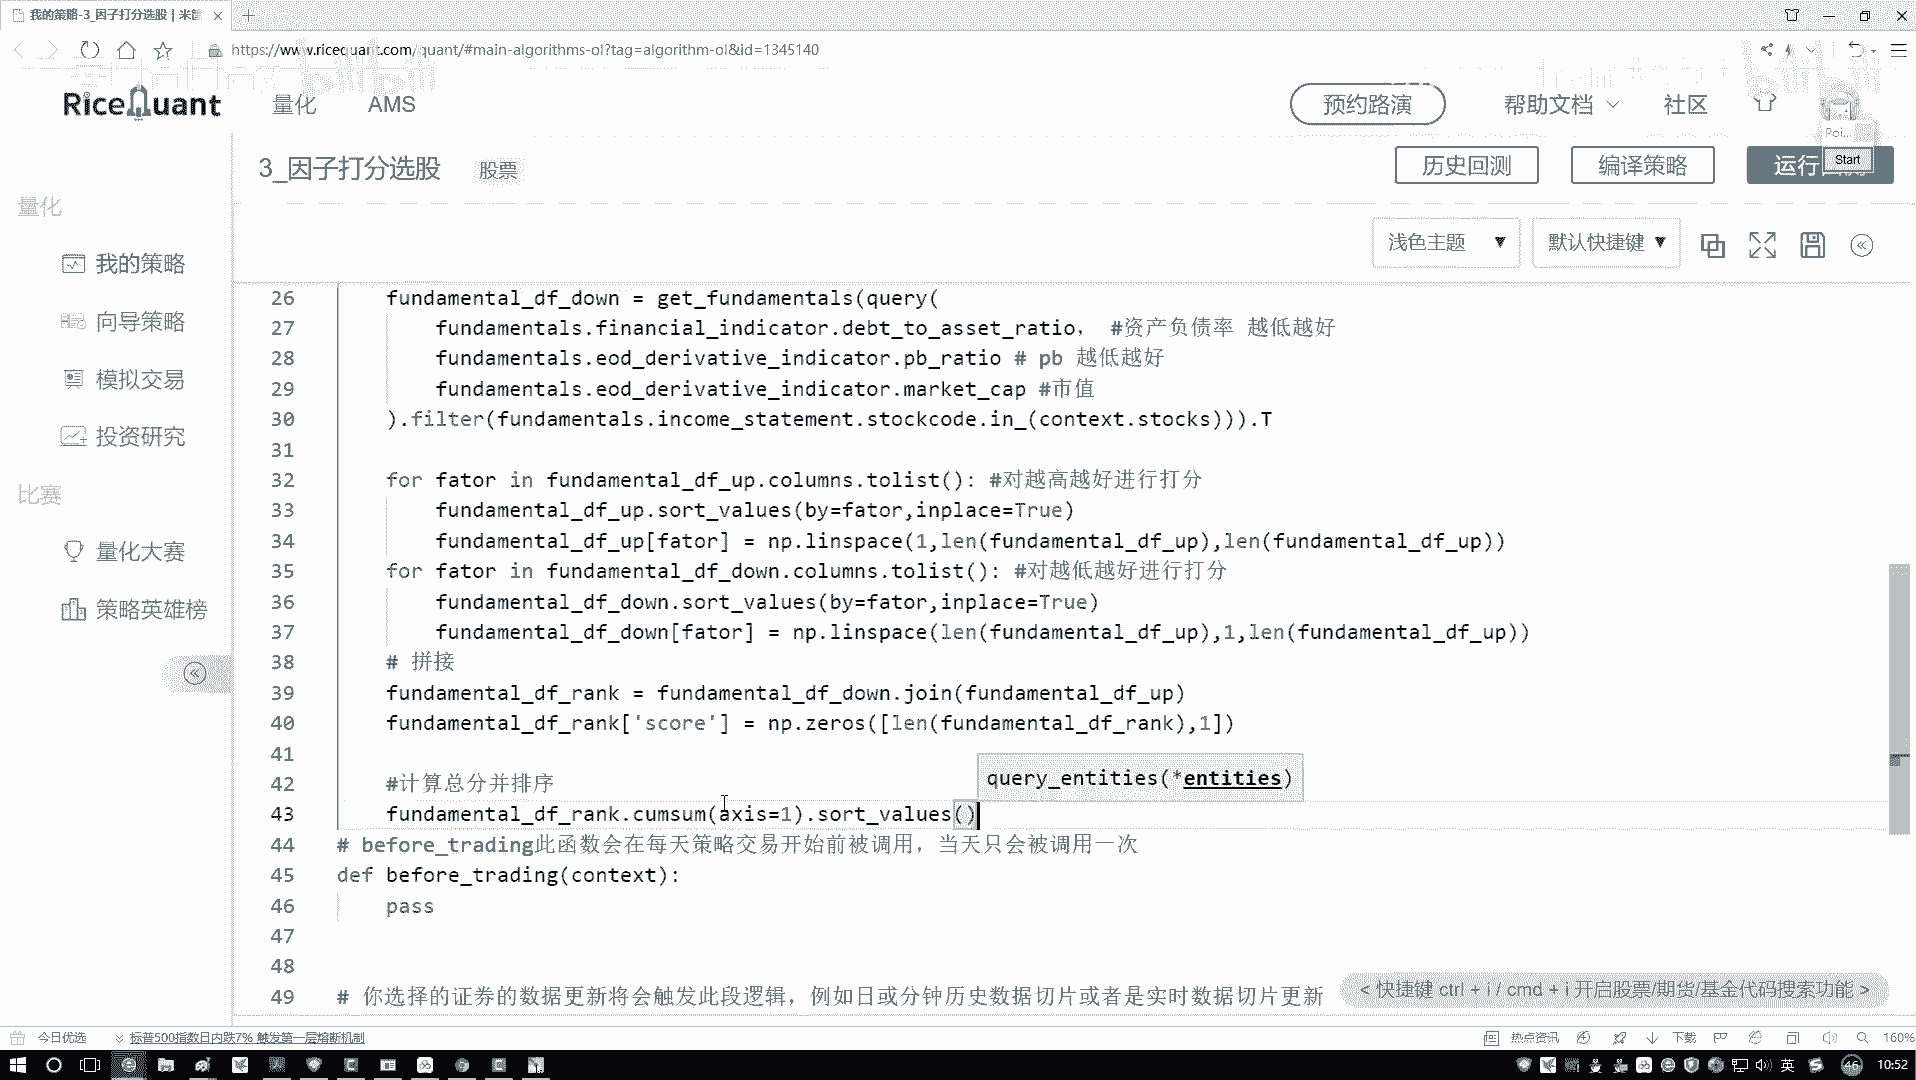 我的策略-3_因子打分选股 | 米筐
https://www.ricequant.com/quant/#main-algorithms-ol?tag=algorithm-ol&id=1345140
RiceQuant
量化
AMS
预约路演
帮助文档
社区
Poi...
Start
3_因子打分选股
股票
历史回测
编译策略
运行
量化
我的策略
向导策略
模拟交易
投资研究
比赛
量化大赛
策略英雄榜
浅色主题 ▼
默认快捷键 ▼
26 fundamental_df_down = get_fundamentals(query(
27 fundamentals.financial_indicator.debt_to_asset_ratio， #资产负债率 越低越好
28 fundamentals.eod_derivative_indicator.pb_ratio # pb 越低越好
29 fundamentals.eod_derivative_indicator.market_cap #市值
30 ).filter(fundamentals.income_statement.stockcode.in_(context.stocks))).T
31
32 for fator in fundamental_df_up.columns.tolist(): #对越高越好进行打分
33 fundamental_df_up.sort_values(by=fator,inplace=True)
34 fundamental_df_up[fator] = np.linspace(1,len(fundamental_df_up),len(fundamental_df_up))
35 for fator in fundamental_df_down.columns.tolist(): #对越低越好进行打分
36 fundamental_df_down.sort_values(by=fator,inplace=True)
37 fundamental_df_down[fator] = np.linspace(len(fundamental_df_up),1,len(fundamental_df_up))
38 # 拼接
39 fundamental_df_rank = fundamental_df_down.join(fundamental_df_up)
40 fundamental_df_rank['score'] = np.zeros([len(fundamental_df_rank),1])
41
42 #计算总分并排序
query_entities(*entities)
43 fundamental_df_rank.cumsum(axis=1).sort_values()
44 # before_trading此函数会在每天策略交易开始前被调用，当天只会被调用一次
45 def before_trading(context):
46 pass
47
48
49 # 你选择的证券的数据更新将会触发此段逻辑，例如日或分钟历史数据切片或者是实时数据切片更新
< 快捷键 ctrl + i / cmd + i 开启股票/期货/基金代码搜索功能 >
今日优选
标普500指数日内跌7% 触发第一层熔断机制
热点资讯
下载
160%
英
46
10:52